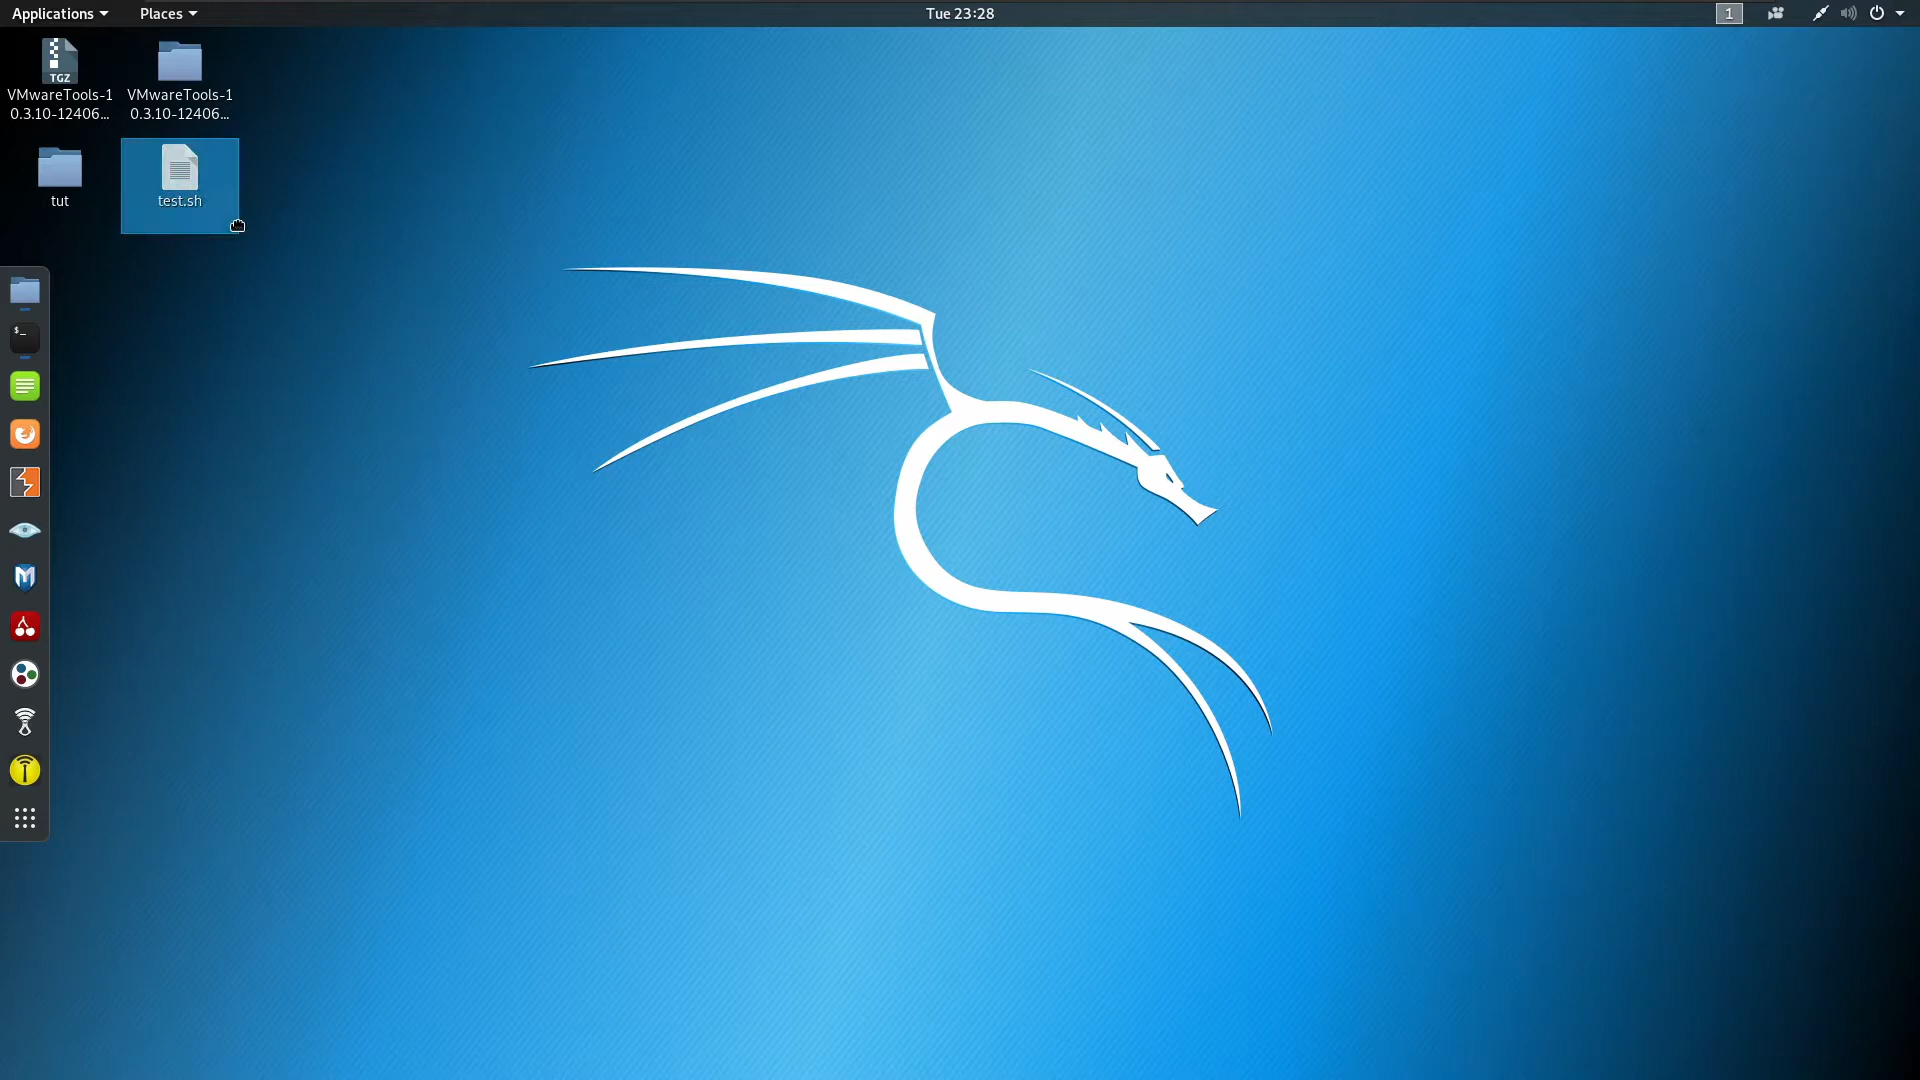 Applications Places Tue 23:28 1
TGZ
VMwareTools-1
0.3.10-12406...
VMwareTools-1
0.3.10-12406...
tut
test.sh
$_